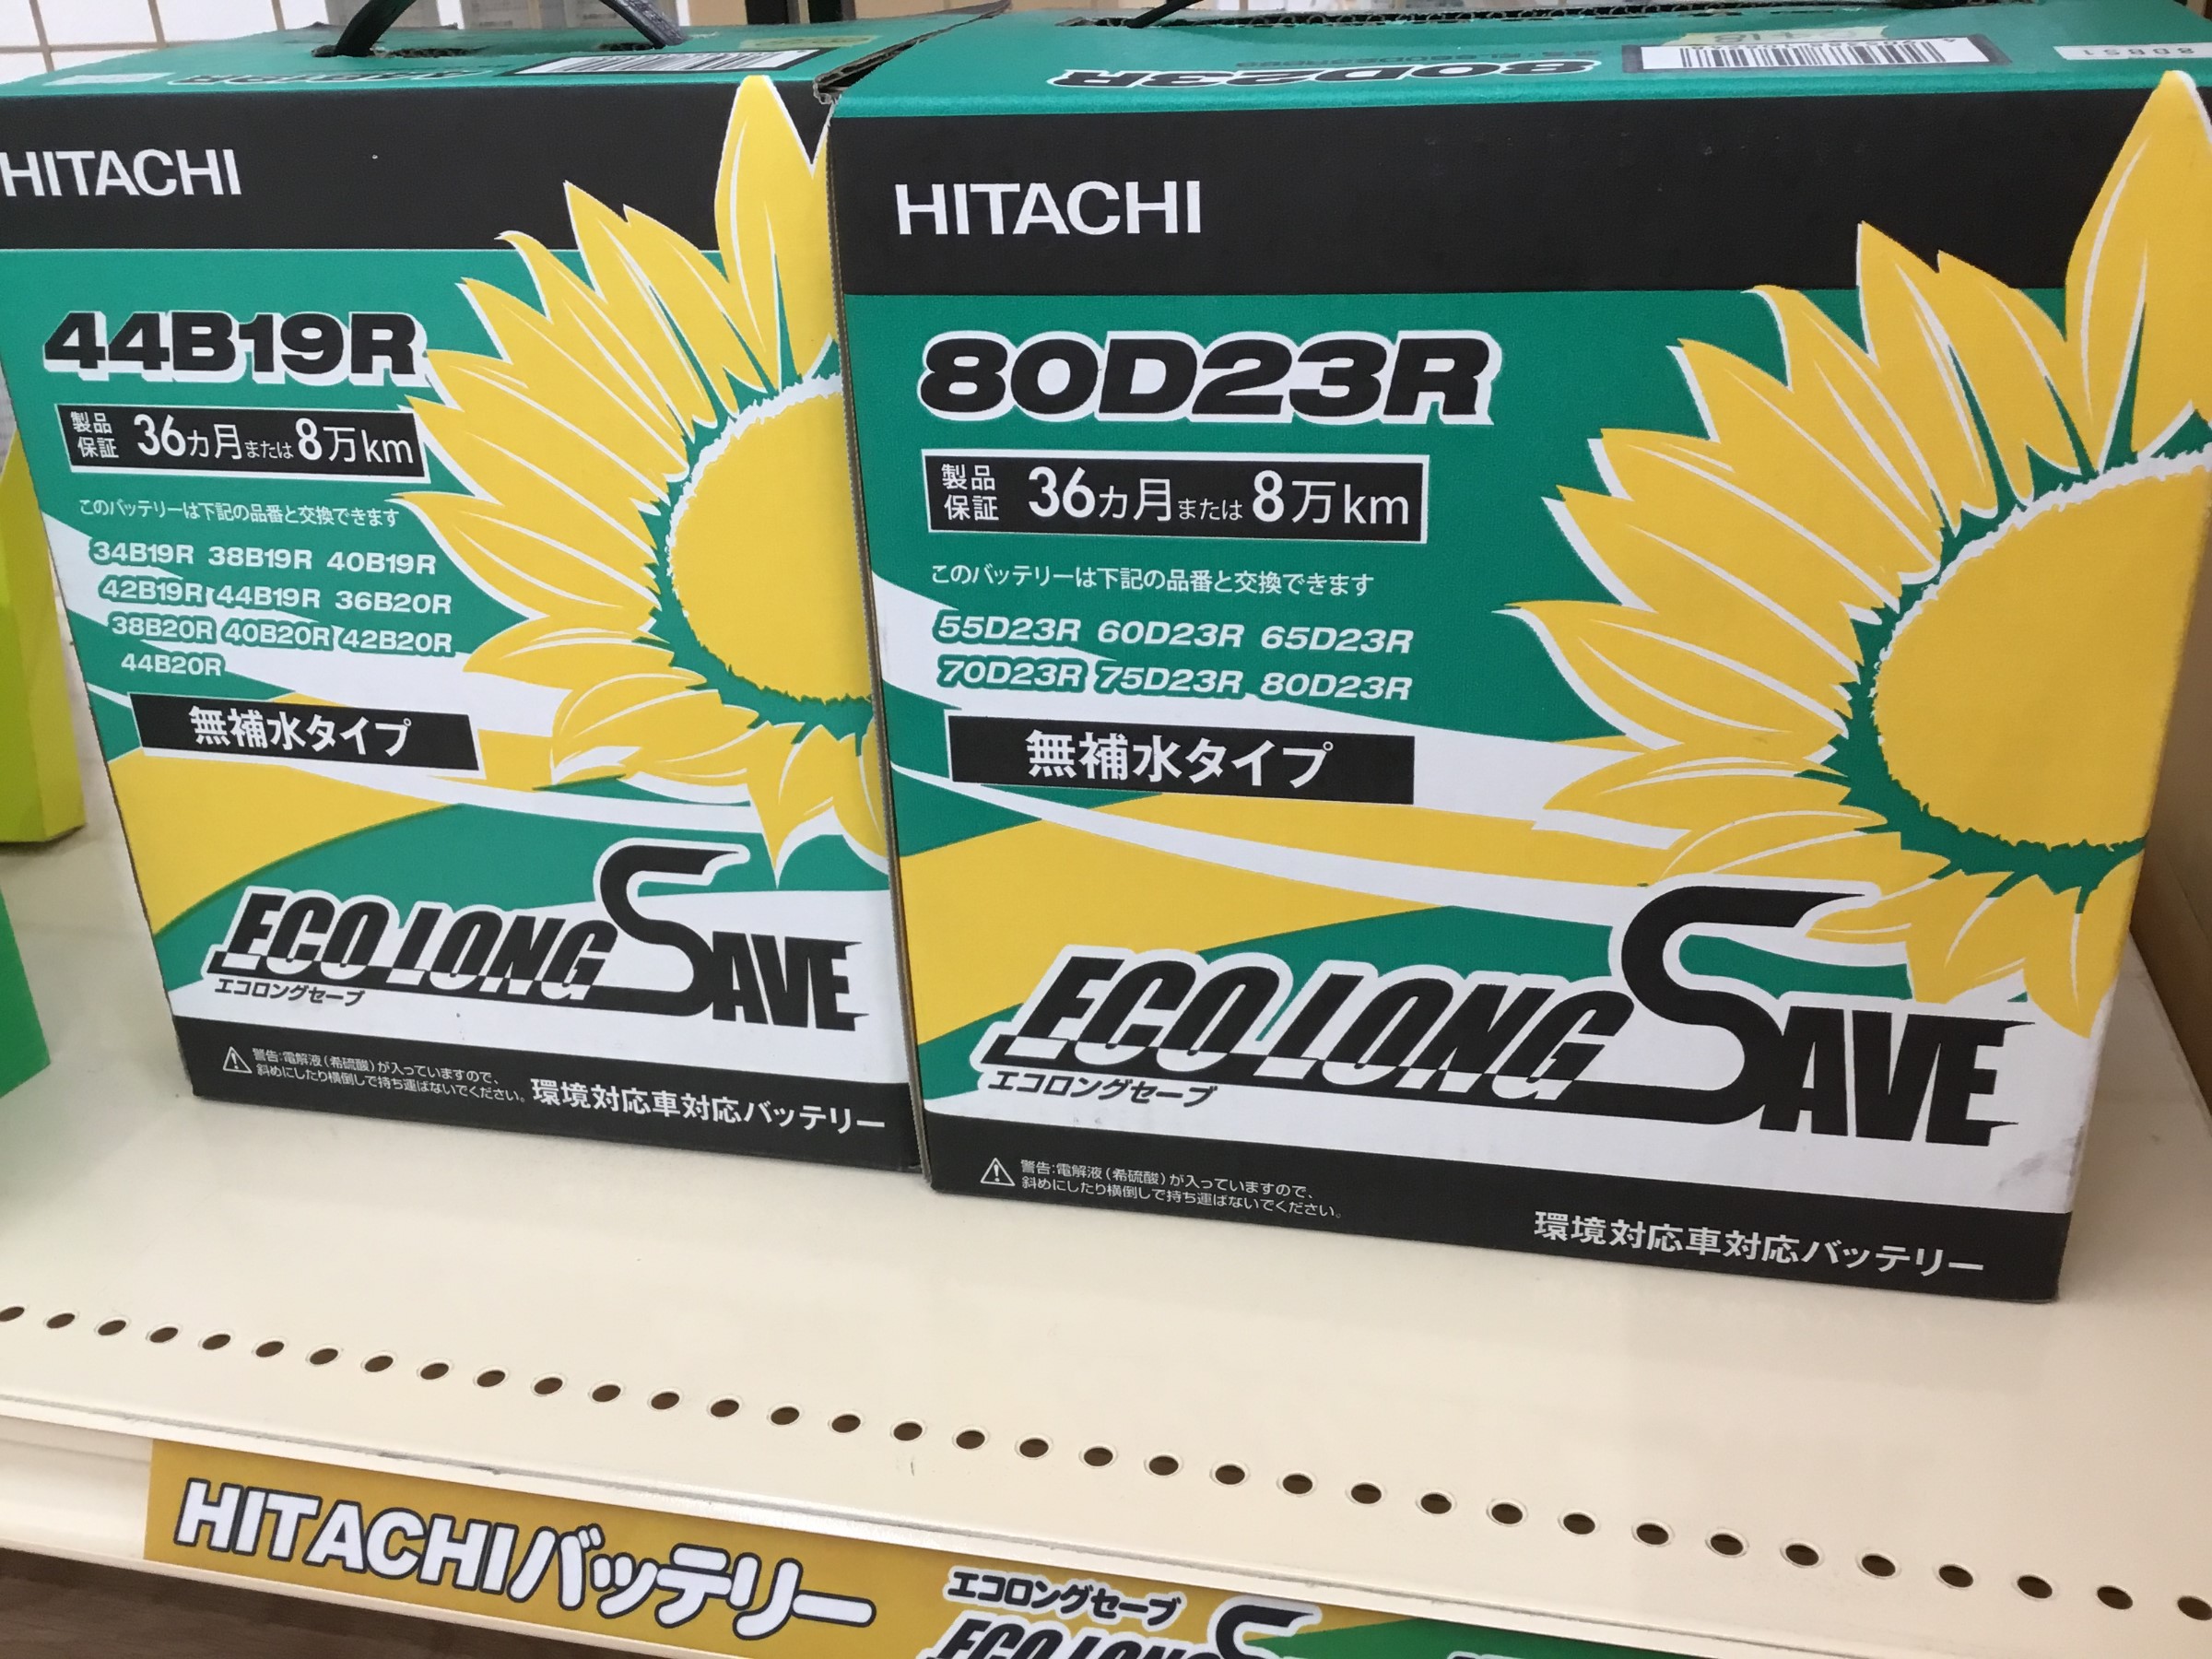 44B19R
HITACHI
44B19R
製品保証 36カ月または8万km
このバッテリーは下記の品番と交換できます
34B19R 38B19R 40B19R
42B19R 44B19R 36B20R
38B20R 40B20R 42B20R
44B20R
無補水タイプ
ECO LONG SAVE
エコロングセーブ
警告:電解液(希硫酸)が入っていますので、
斜めにしたり横倒しで持ち運ばないでください。
環境対応車対応バッテリー
80D23R
HITACHI
80D23R
製品保証 36カ月または8万km
このバッテリーは下記の品番と交換できます
55D23R 60D23R 65D23R
70D23R 75D23R 80D23R
無補水タイプ
ECO LONG SAVE
エコロングセーブ
警告:電解液(希硫酸)が入っていますので、
斜めにしたり横倒しで持ち運ばないでください。
環境対応車対応バッテリー
HITACHIバッテリー
エコロングセーブ
ECO LONG S